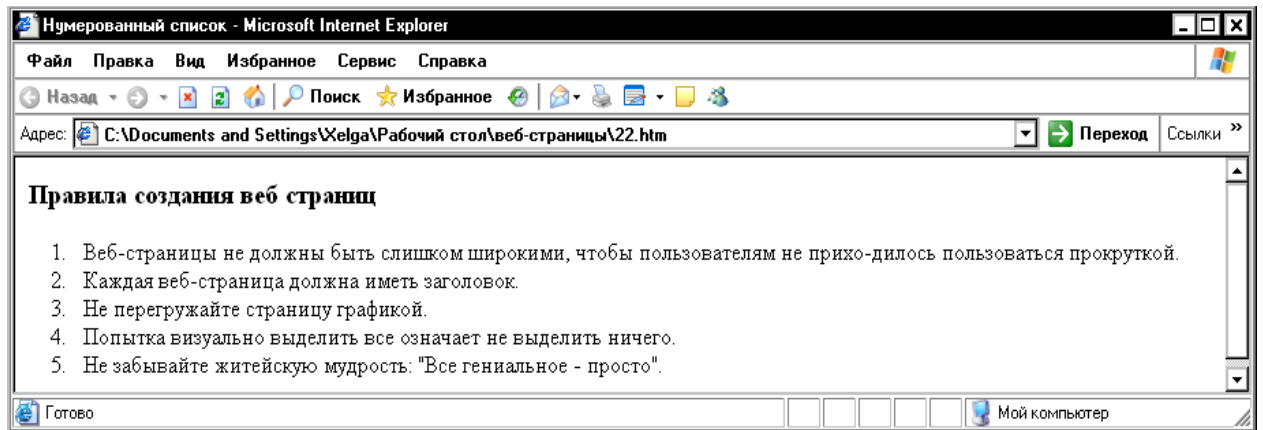 Нумерованный список - Microsoft Internet Explorer
Файл Правка Вид Избранное Сервис Справка
Назад Поиск Избранное
Адрес: C:\Documents and Settings\Xelga\Рабочий стол\веб-страницы\22.htm Переход Ссылки »
Правила создания веб страниц
1. Веб-страницы не должны быть слишком широкими, чтобы пользователям не прихо-дилось пользоваться прокруткой.
2. Каждая веб-страница должна иметь заголовок.
3. Не перегружайте страницу графикой.
4. Попытка визуально выделить все означает не выделить ничего.
5. Не забывайте житейскую мудрость: "Все гениальное - просто".
Готово Мой компьютер